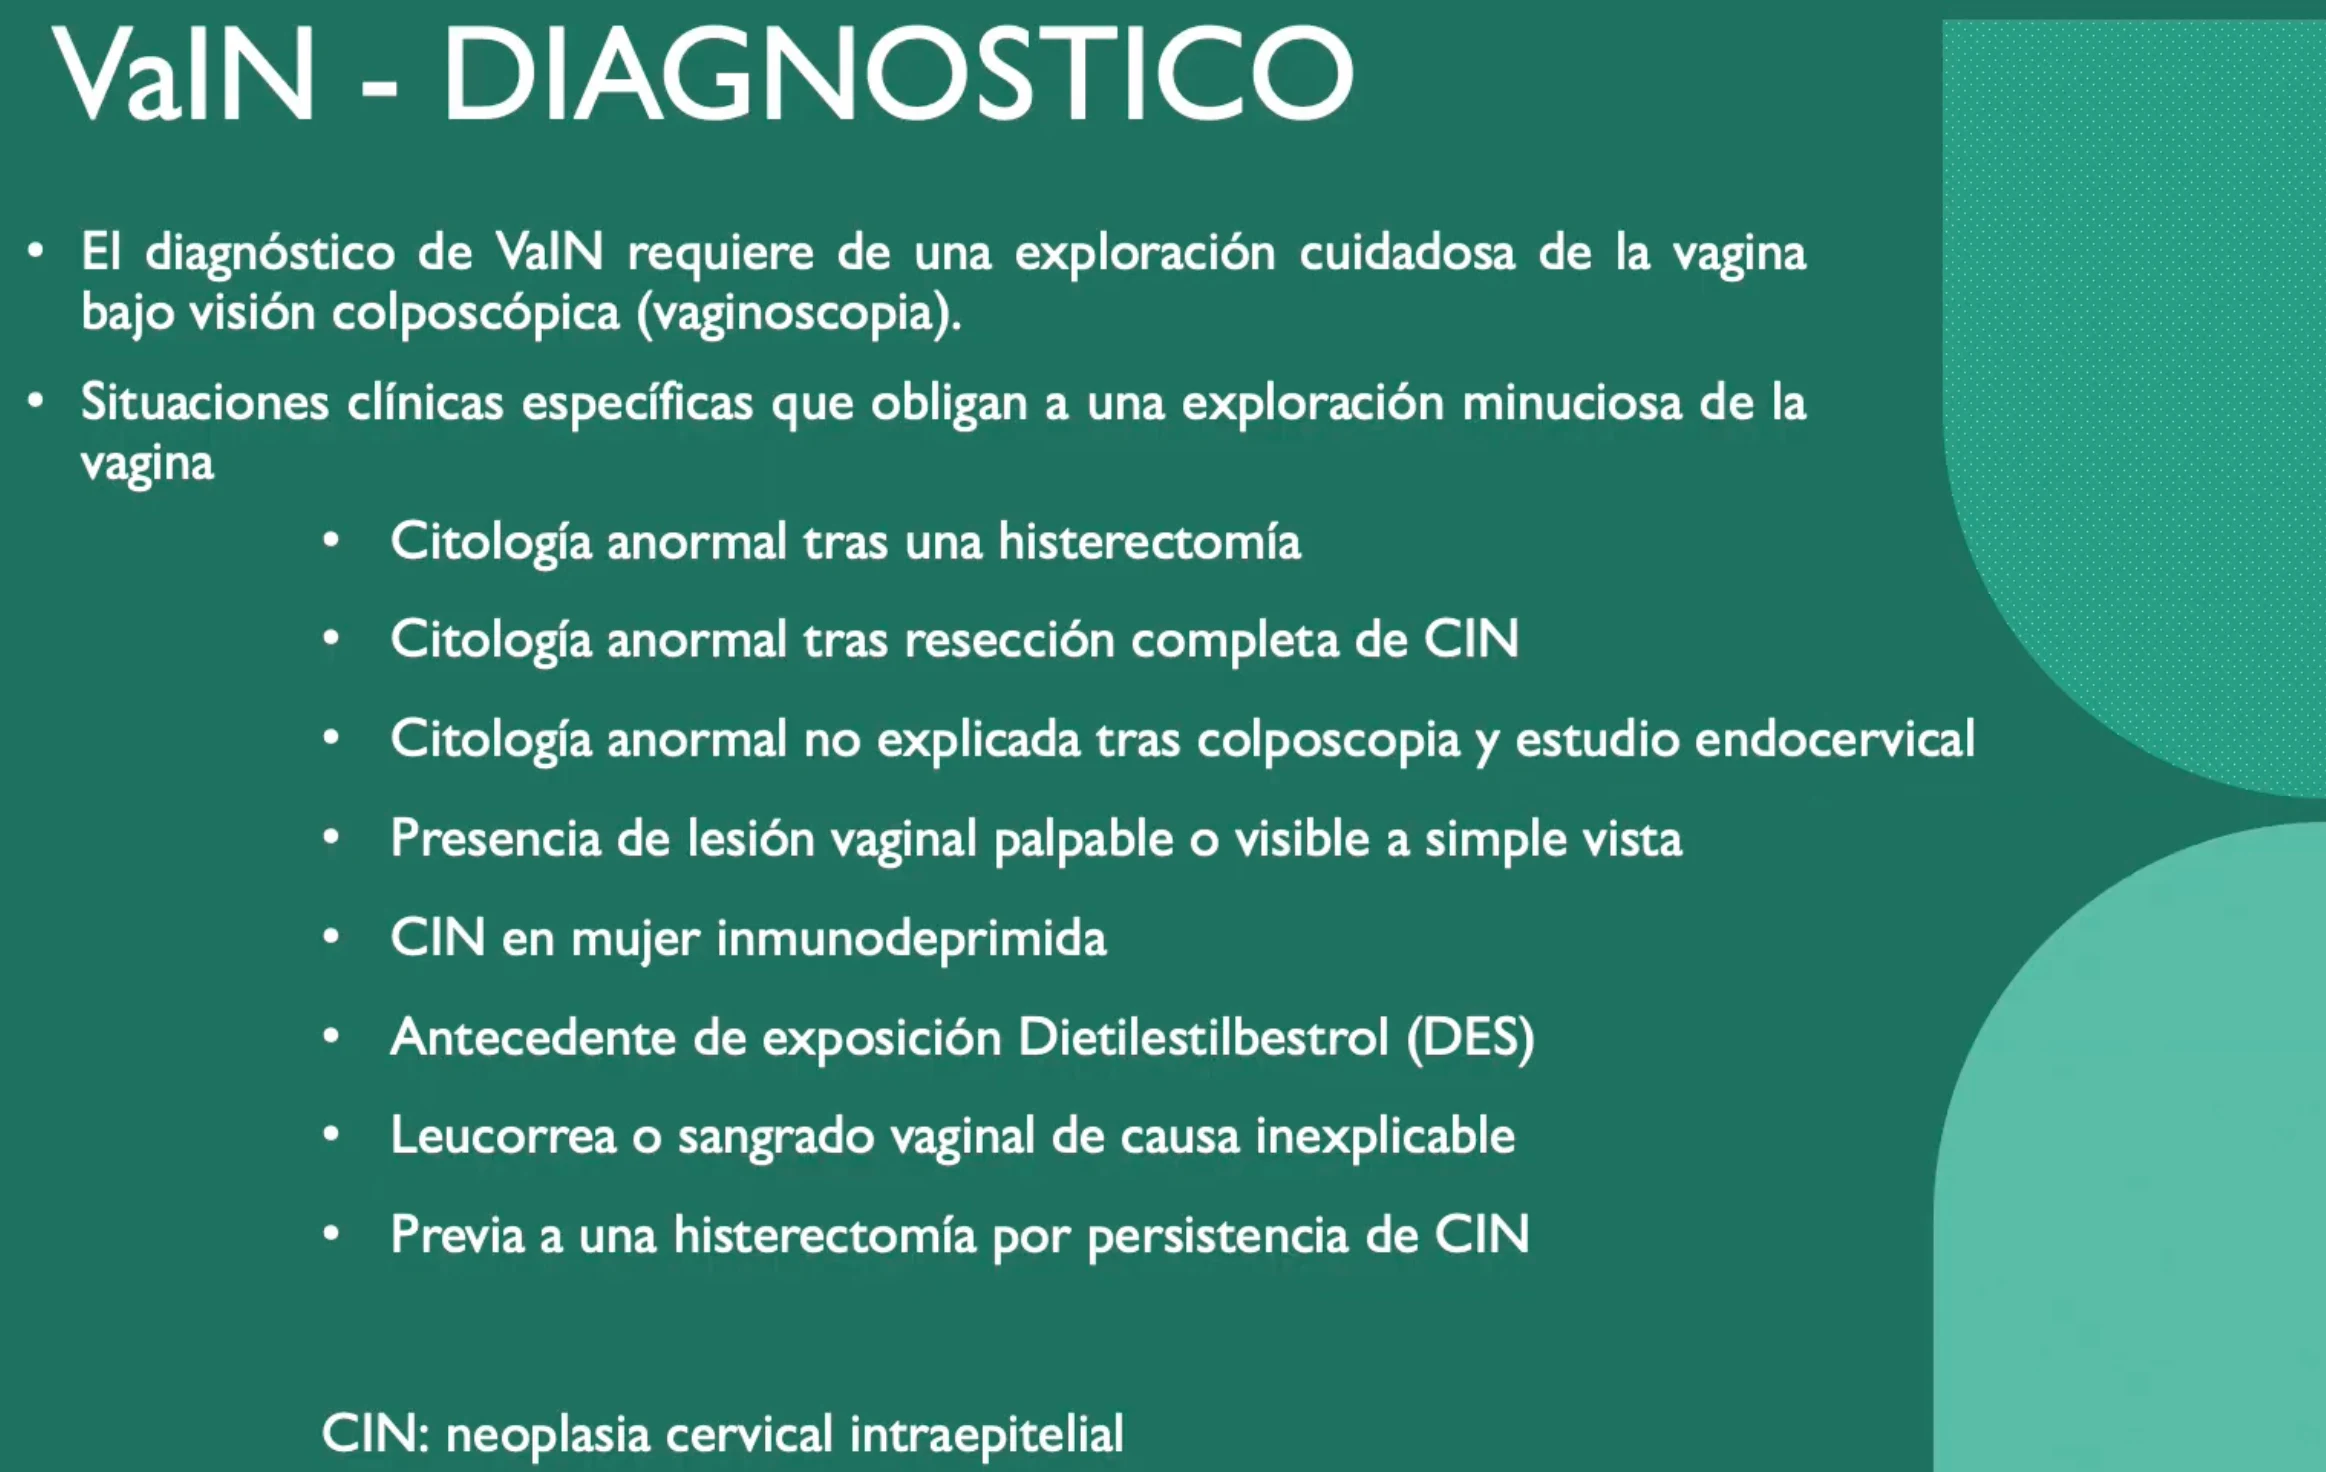 VaIN - DIAGNOSTICO
• El diagnóstico de VaIN requiere de una exploración cuidadosa de la vagina
bajo visión colposcópica (vaginoscopia).
• Situaciones clínicas específicas que obligan a una exploración minuciosa de la
vagina
• Citología anormal tras una histerectomía
• Citología anormal tras resección completa de CIN
• Citología anormal no explicada tras colposcopia y estudio endocervical
• Presencia de lesión vaginal palpable o visible a simple vista
• CIN en mujer inmunodeprimida
• Antecedente de exposición Dietilestilbestrol (DES)
• Leucorrea o sangrado vaginal de causa inexplicable
• Previa a una histerectomía por persistencia de CIN
CIN: neoplasia cervical intraepitelial